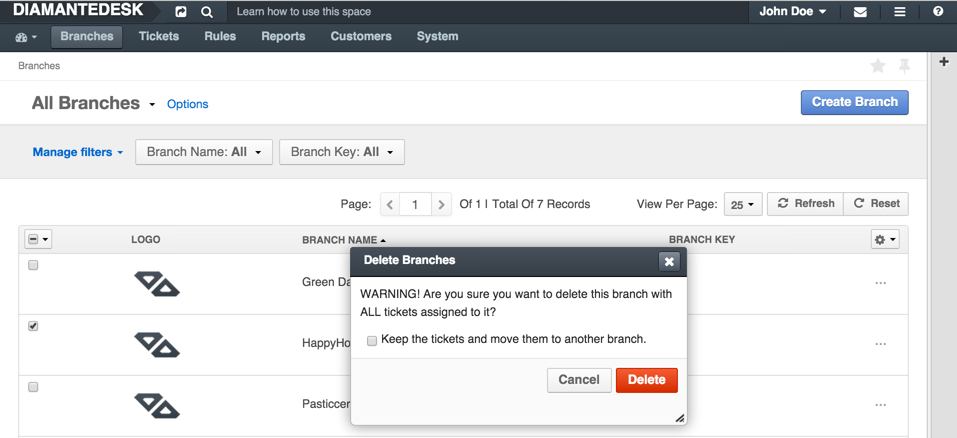 DIAMANTEDESK Learn how to use this space John Doe
Branches Tickets Rules Reports Customers System
Branches
All Branches Options Create Branch
Manage filters Branch Name: All Branch Key: All
Page: 1 Of 1 | Total Of 7 Records View Per Page: 25 Refresh Reset
LOGO BRANCH NAME BRANCH KEY
Delete Branches
Green Da
WARNING! Are you sure you want to delete this branch with
ALL tickets assigned to it?
HappyHo
Keep the tickets and move them to another branch.
Cancel Delete
Pasticcer